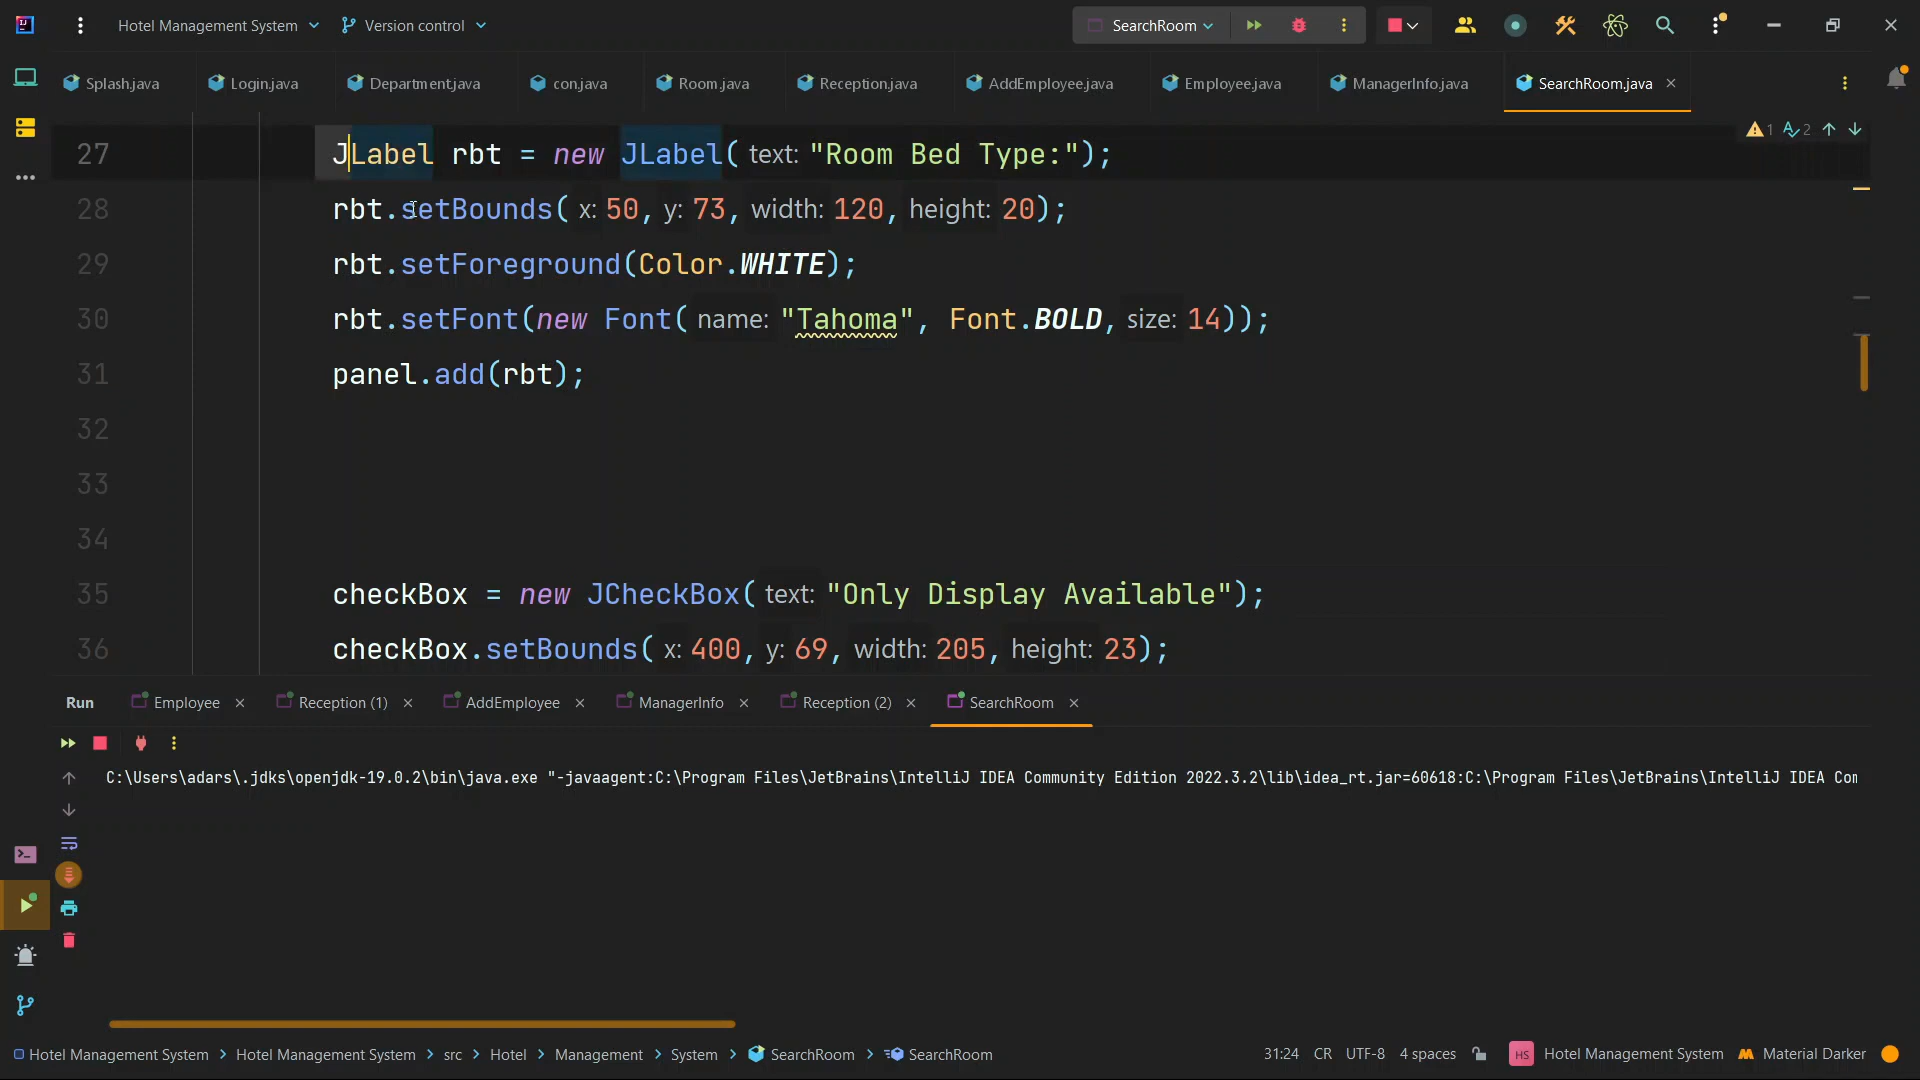 Hotel Management System Version control SearchRoom
Splash.java Login.java Department.java con.java Room.java Reception.java AddEmployee.java Employee.java ManagerInfo.java SearchRoom.java
1 2
27 JLabel rbt = new JLabel( text: "Room Bed Type:");
28 rbt.setBounds( x: 50, y: 73, width: 120, height: 20);
29 rbt.setForeground(Color.WHITE);
30 rbt.setFont(new Font( name: "Tahoma", Font.BOLD, size: 14));
31 panel.add(rbt);
32
33
34
35 checkBox = new JCheckBox( text: "Only Display Available");
36 checkBox.setBounds( x: 400, y: 69, width: 205, height: 23);
Run Employee Reception (1) AddEmployee ManagerInfo Reception (2) SearchRoom
C:\Users\adars\.jdks\openjdk-19.0.2\bin\java.exe "-javaagent:C:\Program Files\JetBrains\IntelliJ IDEA Community Edition 2022.3.2\lib\idea_rt.jar=60618:C:\Program Files\JetBrains\IntelliJ IDEA Com
Hotel Management System > Hotel Management System > src > Hotel > Management > System > SearchRoom > SearchRoom 31:24 CR UTF-8 4 spaces HS Hotel Management System Material Darker